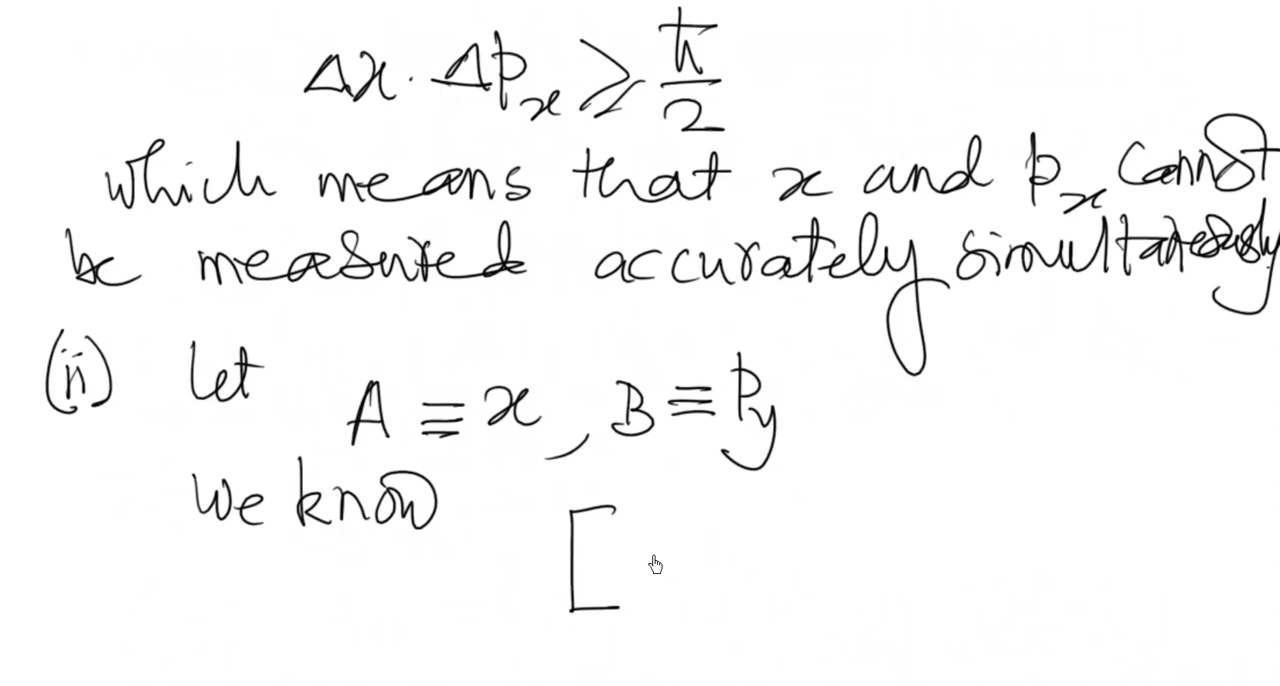 Δx · Δp_x ≥ ħ/2
which means that x and p_x cannot
be measured accurately simultaneously
(ii) Let
A ≡ x , B ≡ p_y
We know
[